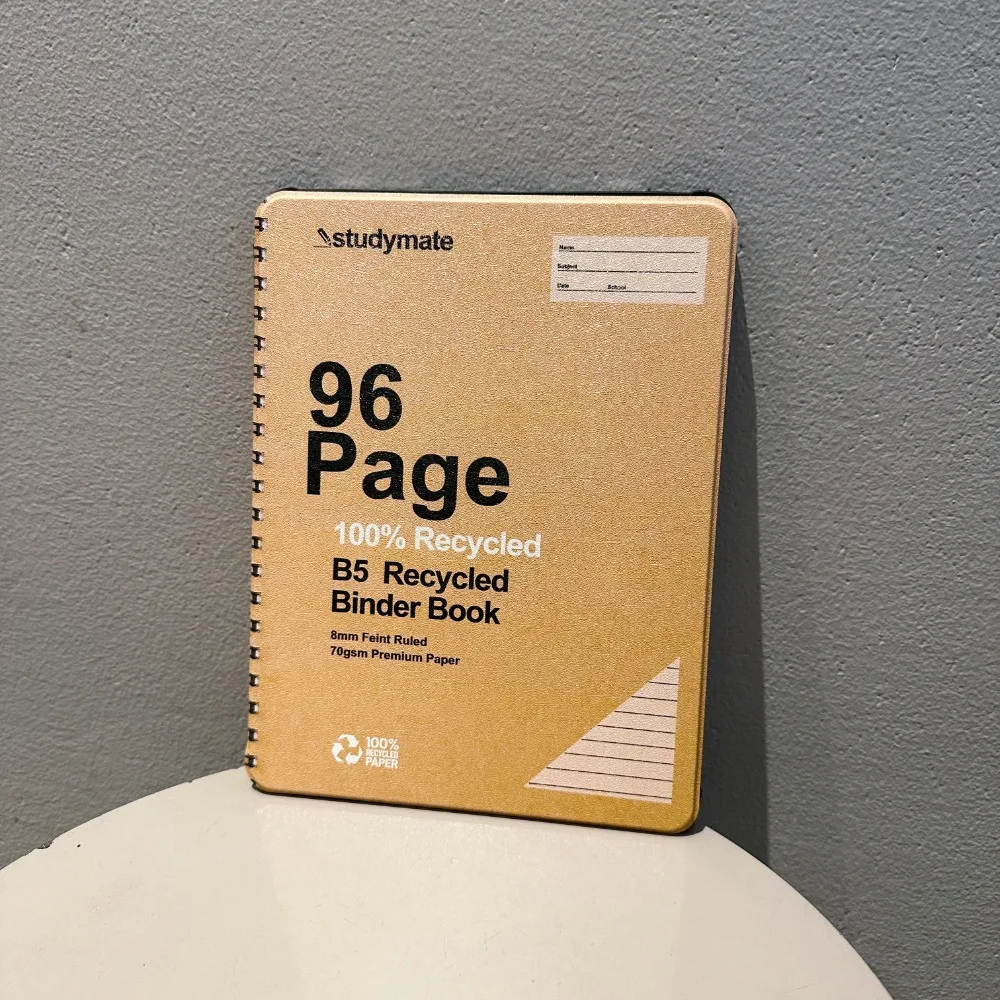 studymate
Name
Subject
Date School
96
Page
100% Recycled
B5 Recycled
Binder Book
8mm Feint Ruled
70gsm Premium Paper
100%
RECYCLED
PAPER